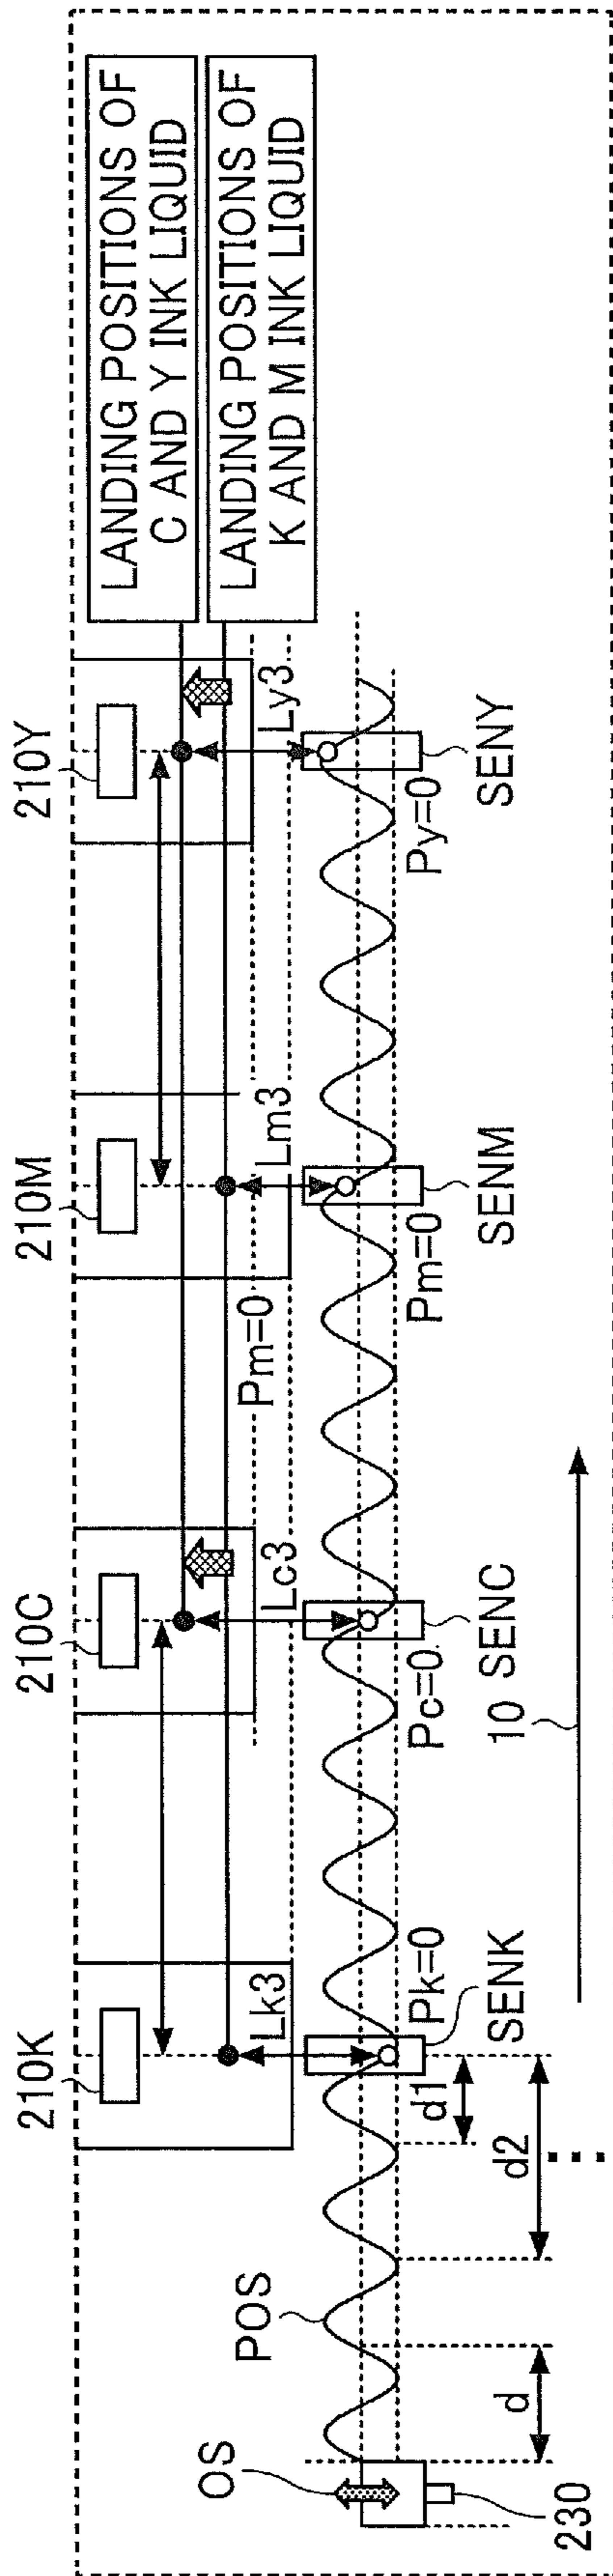 LANDING POSITIONS OF
C AND Y INK LIQUID
LANDING POSITIONS OF
K AND M INK LIQUID
210K
210C
210M
210Y
Lk3
Lc3
Lm3
Ly3
Pm=0
OS
POS
Pk=0
Pc=0
Pm=0
Py=0
SENK
SENC
SENM
SENY
230
d
d1
d2
10